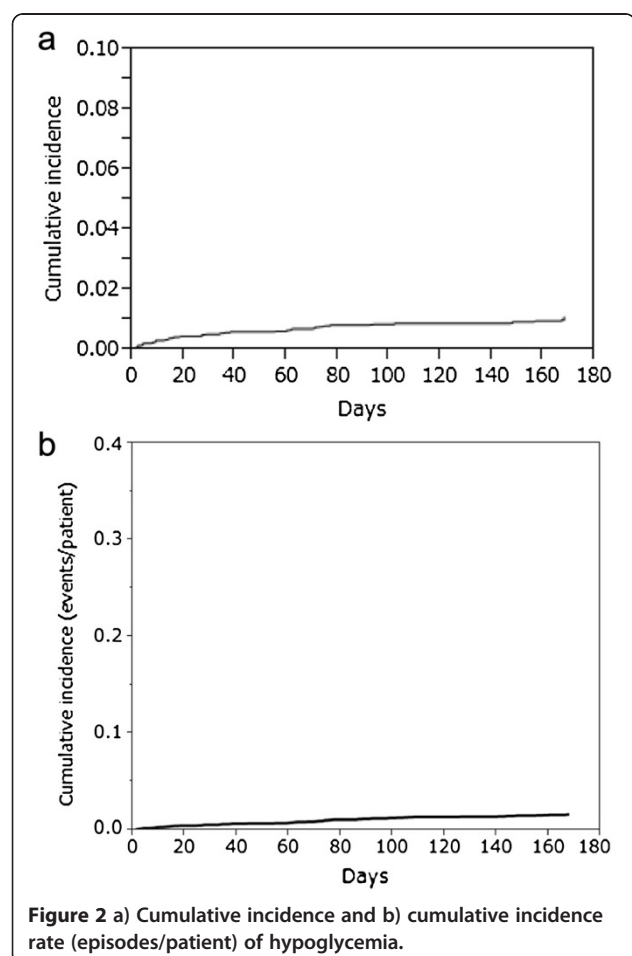 a
0.10
0.08
0.06
0.04
0.02
0.00
Cumulative incidence
0 20 40 60 80 100 120 140 160 180
Days
b
0.4
0.3
0.2
0.1
0.0
Cumulative incidence (events/patient)
0 20 40 60 80 100 120 140 160 180
Days
Figure 2 a) Cumulative incidence and b) cumulative incidence
rate (episodes/patient) of hypoglycemia.